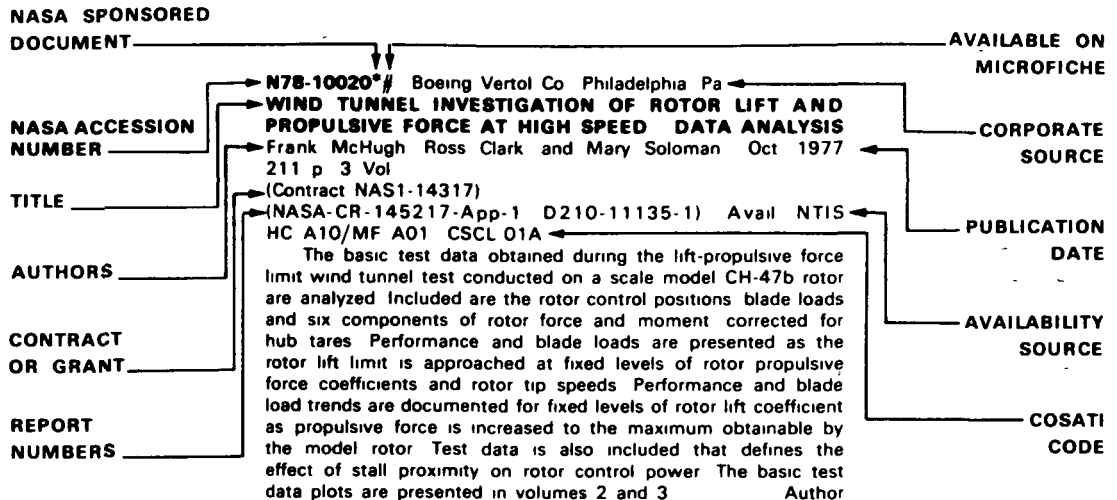 NASA SPONSORED
DOCUMENT
AVAILABLE ON
MICROFICHE
N78-10020*# Boeing Vertol Co Philadelphia Pa
WIND TUNNEL INVESTIGATION OF ROTOR LIFT AND
PROPULSIVE FORCE AT HIGH SPEED DATA ANALYSIS
NASA ACCESSION
NUMBER
CORPORATE
SOURCE
Frank McHugh Ross Clark and Mary Soloman Oct 1977
211 p 3 Vol
(Contract NAS1-14317)
TITLE
(NASA-CR-145217-App-1 D210-11135-1) Avail NTIS
HC A10/MF A01 CSCL 01A
PUBLICATION
DATE
The basic test data obtained during the lift-propulsive force
limit wind tunnel test conducted on a scale model CH-47b rotor
are analyzed Included are the rotor control positions blade loads
and six components of rotor force and moment corrected for
hub tares Performance and blade loads are presented as the
rotor lift limit is approached at fixed levels of rotor propulsive
force coefficients and rotor tip speeds Performance and blade
load trends are documented for fixed levels of rotor lift coefficient
as propulsive force is increased to the maximum obtainable by
the model rotor Test data is also included that defines the
effect of stall proximity on rotor control power The basic test
data plots are presented in volumes 2 and 3 Author
AUTHORS
CONTRACT
OR GRANT
REPORT
NUMBERS
AVAILABILITY
SOURCE
COSATI
CODE